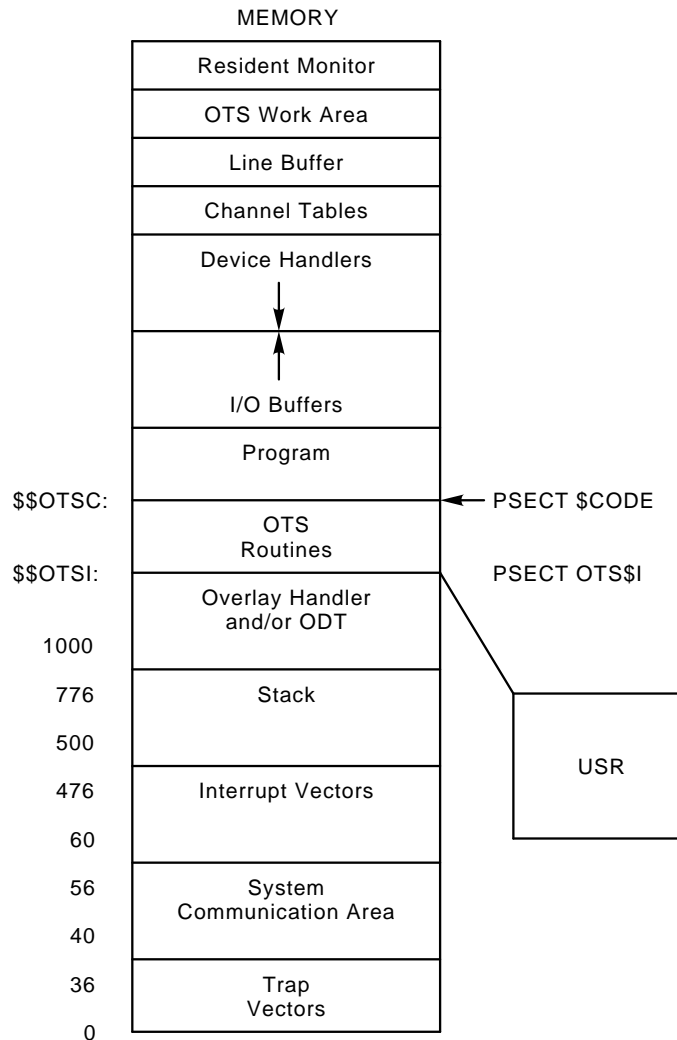 MEMORY
Resident Monitor
OTS Work Area
Line Buffer
Channel Tables
Device Handlers
I/O Buffers
Program
$$OTSC:
PSECT $CODE
OTS
Routines
$$OTSI:
PSECT OTS$I
Overlay Handler
and/or ODT
1000
776
Stack
500
USR
476
Interrupt Vectors
60
56
System
Communication Area
40
36
Trap
Vectors
0